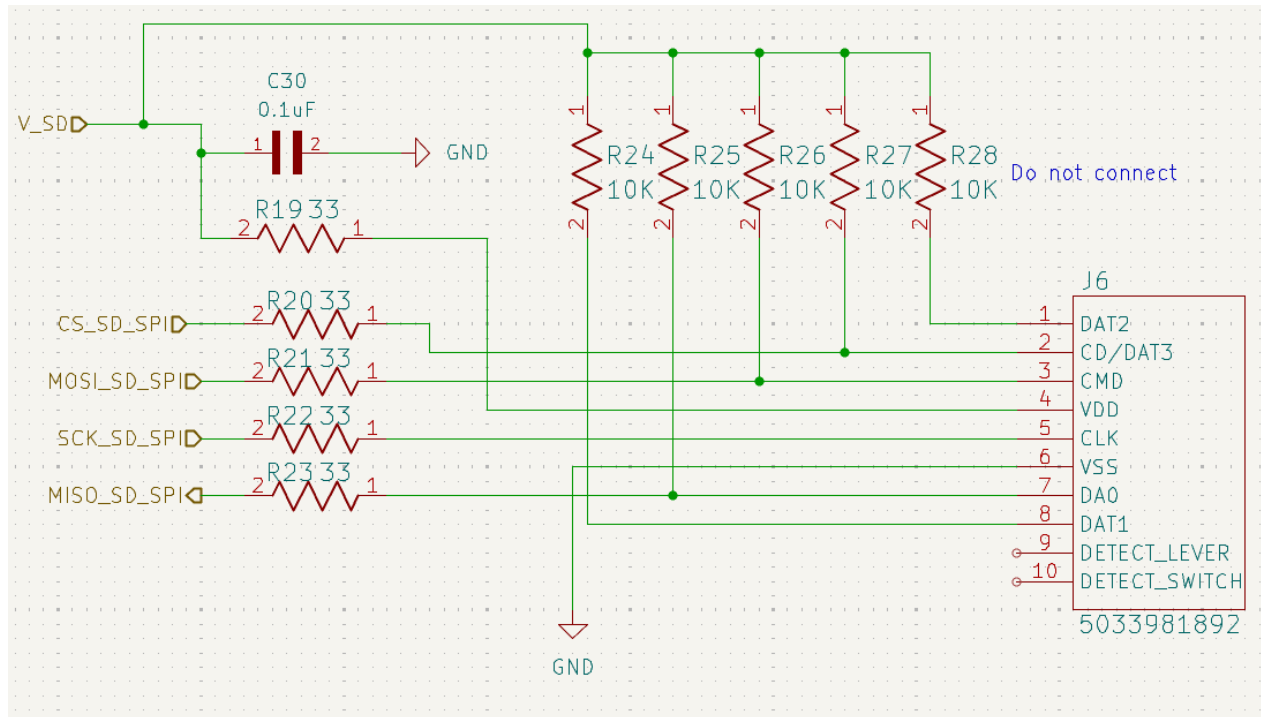 C30
0.1uF
V_SD
1 2
GND
1 1 1 1 1
R24 R25 R26 R27 R28
10K 10K 10K 10K 10K
Do not connect
2 2 2 2 2
R19 33
2 1
J6
CS_SD_SPI 2 R20 33 1
MOSI_SD_SPI 2 R21 33 1
SCK_SD_SPI 2 R22 33 1
MISO_SD_SPI 2 R23 33 1
1 DAT2
2 CD/DAT3
3 CMD
4 VDD
5 CLK
6 VSS
7 DA0
8 DAT1
9 DETECT_LEVER
10 DETECT_SWITCH
5033981892
GND